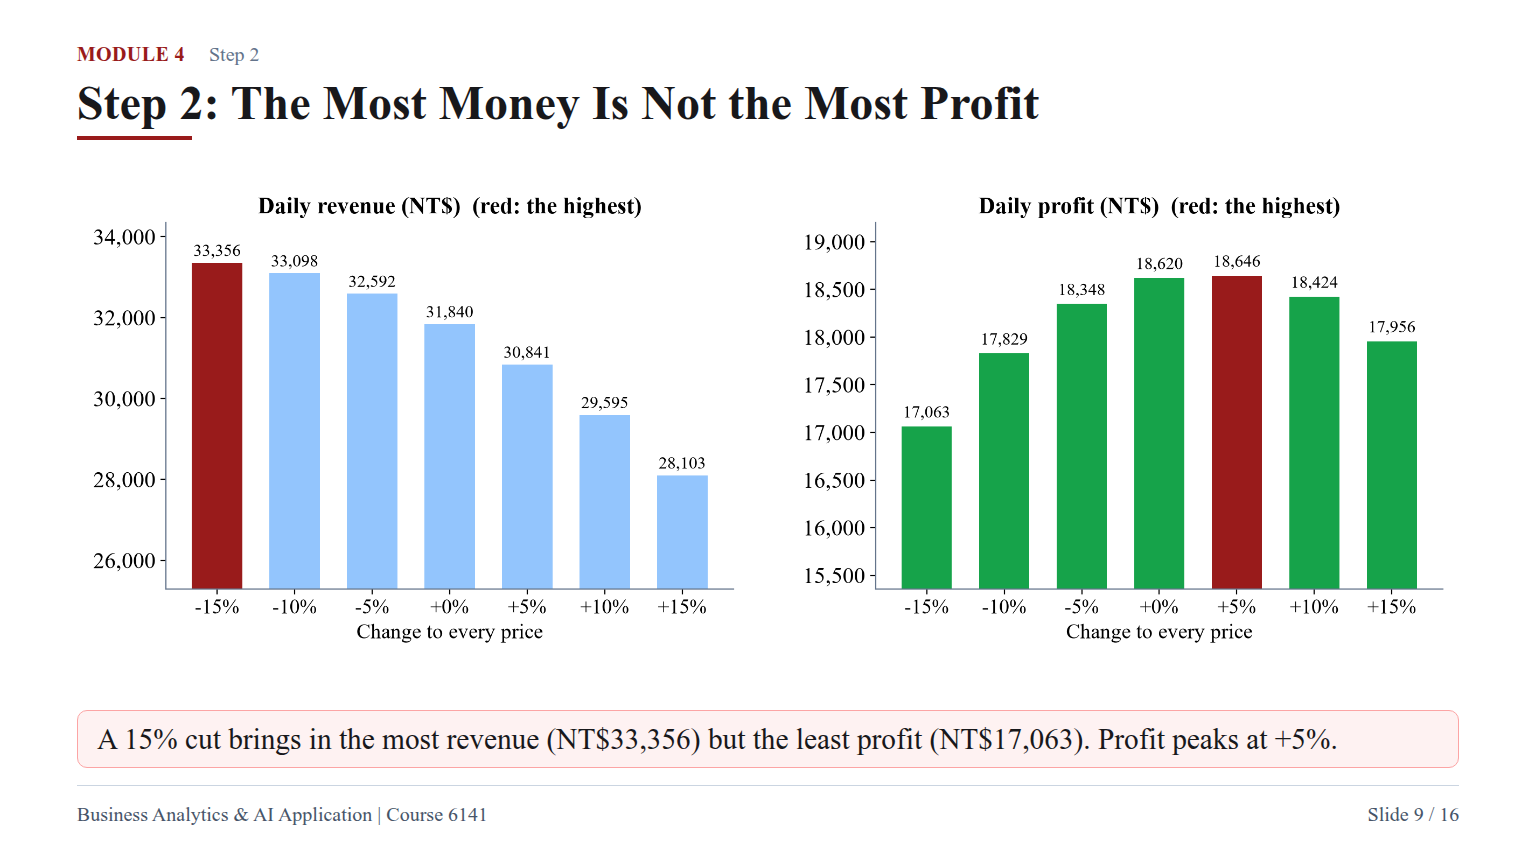 MODULE 4 Step 2
Step 2: The Most Money Is Not the Most Profit
Daily revenue (NT$) (red: the highest)
34,000
32,000
30,000
28,000
26,000
33,356
33,098
32,592
31,840
30,841
29,595
28,103
-15% -10% -5% +0% +5% +10% +15%
Change to every price
Daily profit (NT$) (red: the highest)
19,000
18,500
18,000
17,500
17,000
16,500
16,000
15,500
17,063
17,829
18,348
18,620
18,646
18,424
17,956
-15% -10% -5% +0% +5% +10% +15%
Change to every price
A 15% cut brings in the most revenue (NT$33,356) but the least profit (NT$17,063). Profit peaks at +5%.
Business Analytics & AI Application | Course 6141
Slide 9 / 16